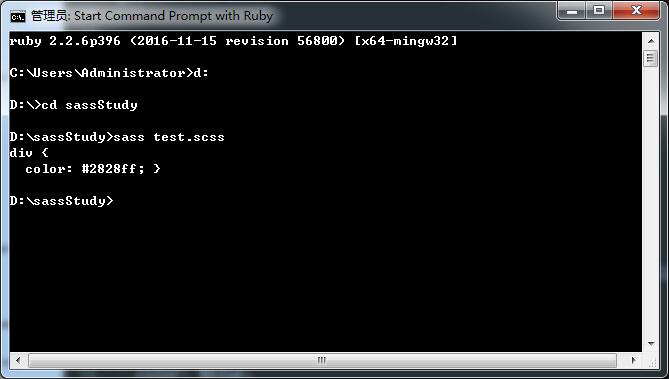 管理员: Start Command Prompt with Ruby
ruby 2.2.6p396 (2016-11-15 revision 56800) [x64-mingw32]
C:\Users\Administrator>d:
D:\>cd sassStudy
D:\sassStudy>sass test.scss
div {
  color: #2828ff; }
D:\sassStudy>